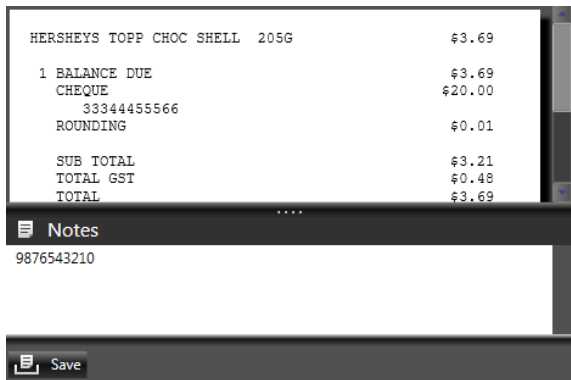 HERSHEYS TOPP CHOC SHELL 205G $3.69
1 BALANCE DUE $3.69
CHEQUE $20.00
33344455566
ROUNDING $0.01
SUB TOTAL $3.21
TOTAL GST $0.48
TOTAL $3.69
Notes
9876543210
Save